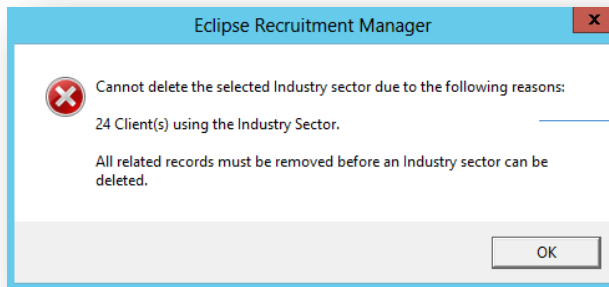 Eclipse Recruitment Manager
x
Cannot delete the selected Industry sector due to the following reasons:
24 Client(s) using the Industry Sector.
All related records must be removed before an Industry sector can be
deleted.
OK